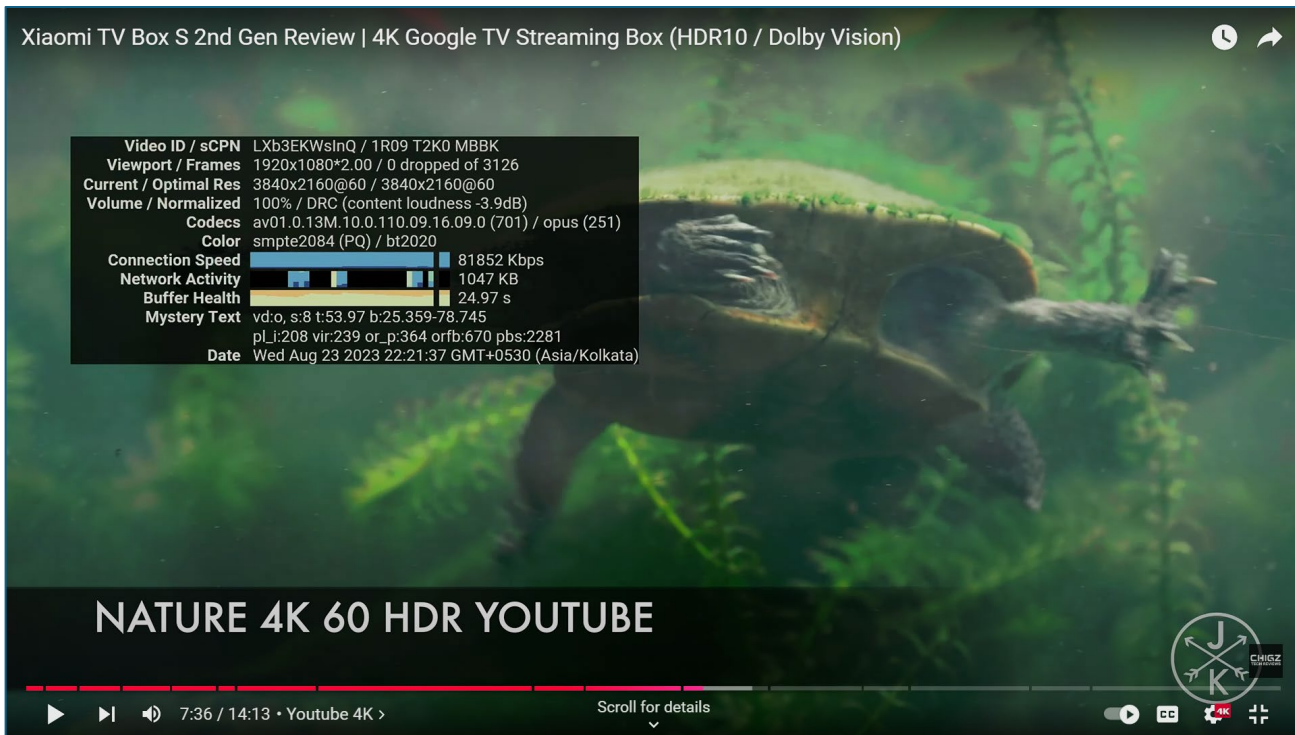 Xiaomi TV Box S 2nd Gen Review | 4K Google TV Streaming Box (HDR10 / Dolby Vision)
Video ID / sCPN LXb3EKWsInQ / 1R09 T2K0 MBBK
Viewport / Frames 1920x1080*2.00 / 0 dropped of 3126
Current / Optimal Res 3840x2160@60 / 3840x2160@60
Volume / Normalized 100% / DRC (content loudness -3.9dB)
Codecs av01.0.13M.10.0.110.09.16.09.0 (701) / opus (251)
Color smpte2084 (PQ) / bt2020
Connection Speed 81852 Kbps
Network Activity 1047 KB
Buffer Health 24.97 s
Mystery Text vd:o, s:8 t:53.97 b:25.359-78.745
pl_i:208 vir:239 or_p:364 orfb:670 pbs:2281
Date Wed Aug 23 2023 22:21:37 GMT+0530 (Asia/Kolkata)
NATURE 4K 60 HDR YOUTUBE
J
K
CHIGZ
TECH REVIEWS
7:36 / 14:13 • Youtube 4K ›
Scroll for details
CC
4K